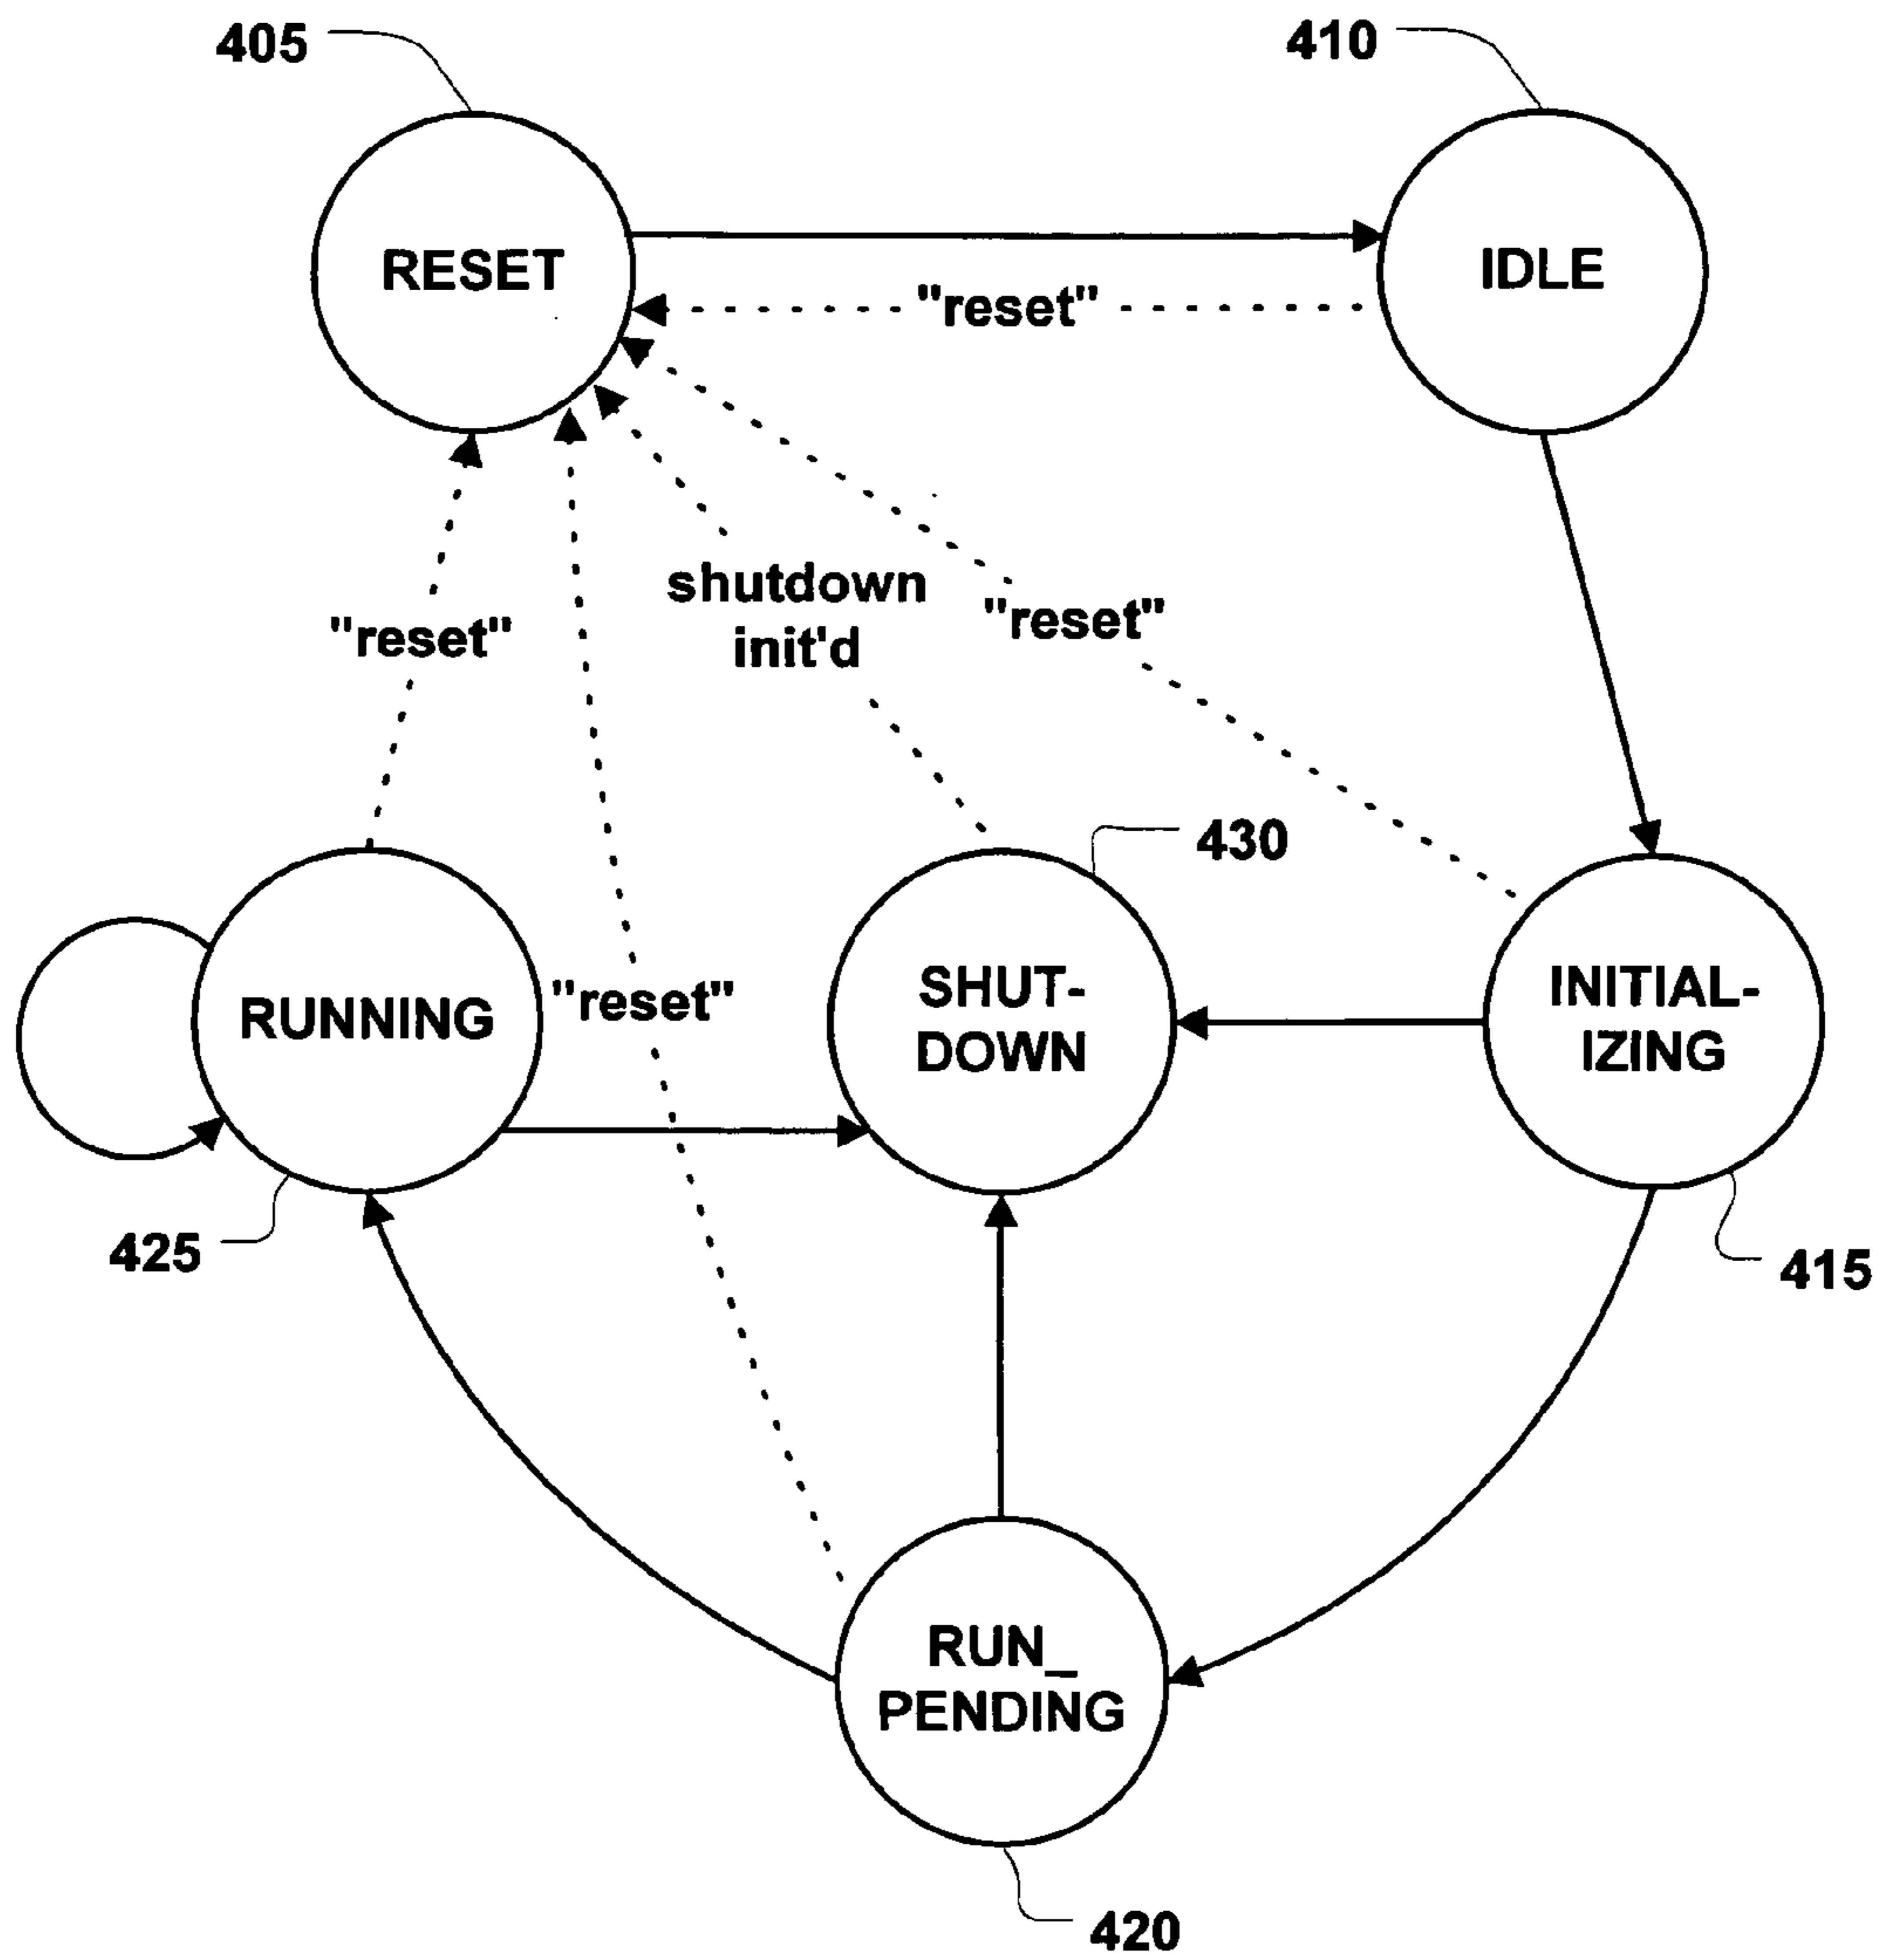 405
410
RESET
IDLE
"reset"
shutdown
init'd
"reset"
"reset"
430
RUNNING
"reset"
SHUT-
DOWN
INITIAL-
IZING
425
415
RUN_
PENDING
420